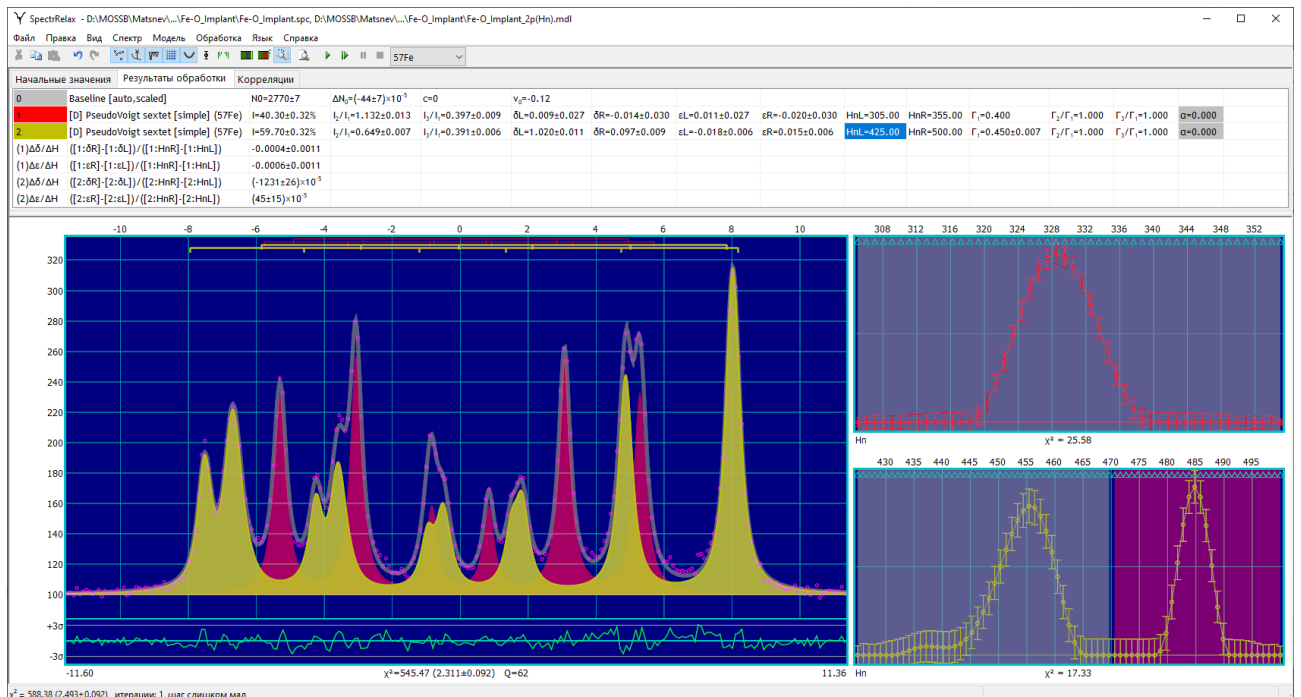 SpectrRelax - D:\MOSSB\Matsnev\...\Fe-O_Implant\Fe-O_Implant.spc, D:\MOSSB\Matsnev\...\Fe-O_Implant\Fe-O_Implant_2p(Hn).mdl
Файл Правка Вид Спектр Модель Обработка Язык Справка
57Fe
Начальные значения Результаты обработки Корреляции
0 Baseline [auto,scaled] N0=2770±7 ΔN₀=(-44±7)×10⁻⁵ c=0 v₀=-0.12
1 [D] PseudoVoigt sextet [simple] (57Fe) I=40.30±0.32% I₂/I₁=1.132±0.013 I₃/I₁=0.397±0.009 δL=0.009±0.027 δR=-0.014±0.030 εL=0.011±0.027 εR=-0.020±0.030 HnL=305.00 HnR=355.00 Γ₁=0.400 Γ₂/Γ₁=1.000 Γ₃/Γ₁=1.000 α=0.000
2 [D] PseudoVoigt sextet [simple] (57Fe) I=59.70±0.32% I₂/I₁=0.649±0.007 I₃/I₁=0.391±0.006 δL=1.020±0.011 δR=0.097±0.009 εL=-0.018±0.006 εR=0.015±0.006 HnL=425.00 HnR=500.00 Γ₁=0.450±0.007 Γ₂/Γ₁=1.000 Γ₃/Γ₁=1.000 α=0.000
(1)Δδ/ΔH ([1:δR]-[1:δL])/([1:HnR]-[1:HnL]) -0.0004±0.0011
(1)Δε/ΔH ([1:εR]-[1:εL])/([1:HnR]-[1:HnL]) -0.0006±0.0011
(2)Δδ/ΔH ([2:δR]-[2:δL])/([2:HnR]-[2:HnL]) (-1231±26)×10⁻⁵
(2)Δε/ΔH ([2:εR]-[2:εL])/([2:HnR]-[2:HnL]) (45±15)×10⁻⁵
-10 -8 -6 -4 -2 0 2 4 6 8 10
320
300
280
260
240
220
200
180
160
140
120
100
+3σ
-3σ
-11.60 χ²=545.47 (2.311±0.092) Q=62 11.36
308 312 316 320 324 328 332 336 340 344 348 352
Hn χ² = 25.58
430 435 440 445 450 455 460 465 470 475 480 485 490 495
Hn χ² = 17.33
χ² = 588.38 (2.493±0.092), итерации: 1, шаг слишком мал